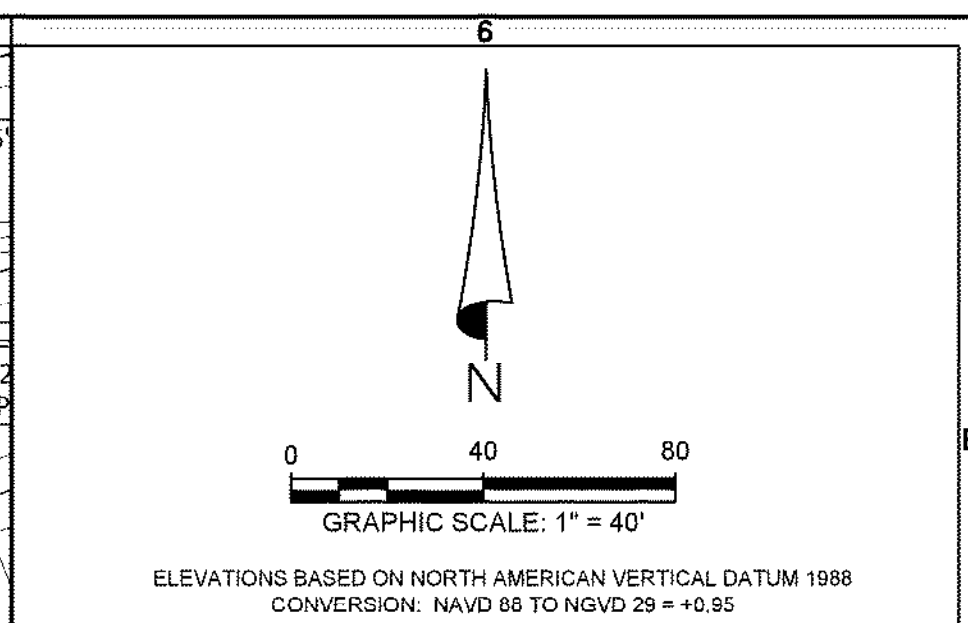 6
N
0 40 80
GRAPHIC SCALE: 1" = 40'
ELEVATIONS BASED ON NORTH AMERICAN VERTICAL DATUM 1988
CONVERSION: NAVD 88 TO NGVD 29 = +0.95